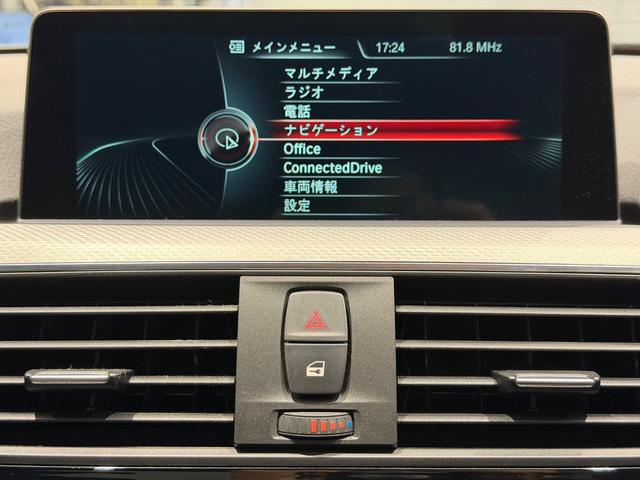 メインメニュー 17:24 81.8 MHz
マルチメディア
ラジオ
電話
ナビゲーション
Office
ConnectedDrive
車両情報
設定